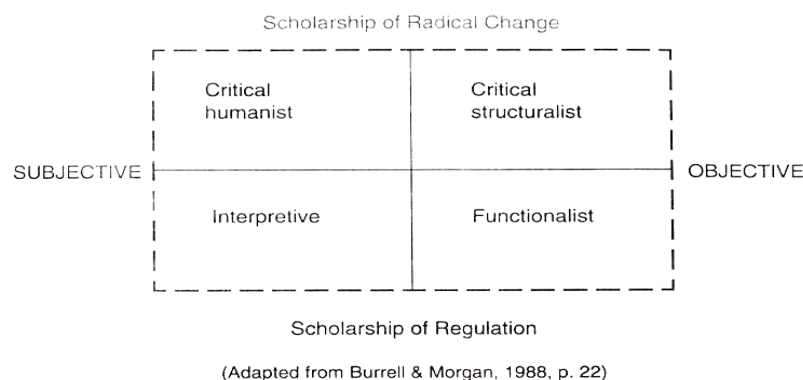 Scholarship of Radical Change
Critical
humanist
Critical
structuralist
SUBJECTIVE
OBJECTIVE
Interpretive
Functionalist
Scholarship of Regulation
(Adapted from Burrell & Morgan, 1988, p. 22)